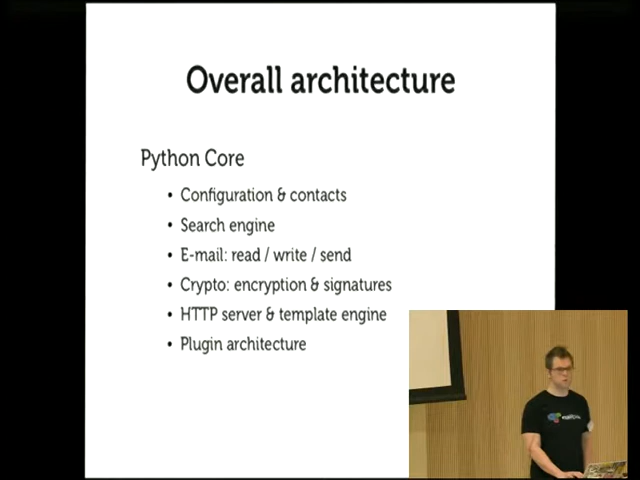 Overall architecture
Python Core
• Configuration & contacts
• Search engine
• E-mail: read / write / send
• Crypto: encryption & signatures
• HTTP server & template engine
• Plugin architecture